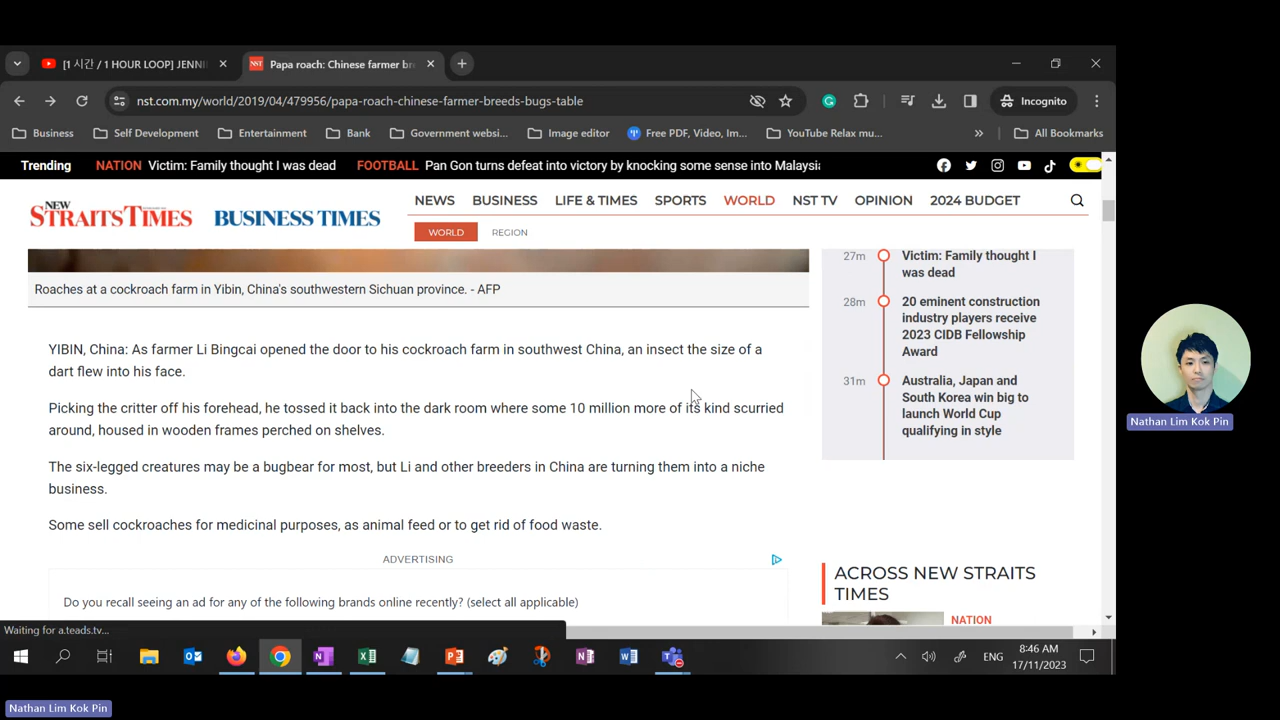 [1 시간 / 1 HOUR LOOP] JENNI
Papa roach: Chinese farmer bre
nst.com.my/world/2019/04/479956/papa-roach-chinese-farmer-breeds-bugs-table
Incognito
Business
Self Development
Entertainment
Bank
Government websi...
Image editor
Free PDF, Video, Im...
YouTube Relax mu...
»
All Bookmarks
Trending
NATION Victim: Family thought I was dead
FOOTBALL Pan Gon turns defeat into victory by knocking some sense into Malaysia
NEW
STRAITS TIMES
BUSINESS TIMES
NEWS
BUSINESS
LIFE & TIMES
SPORTS
WORLD
NST TV
OPINION
2024 BUDGET
WORLD
REGION
Roaches at a cockroach farm in Yibin, China's southwestern Sichuan province. - AFP
YIBIN, China: As farmer Li Bingcai opened the door to his cockroach farm in southwest China, an insect the size of a
dart flew into his face.
Picking the critter off his forehead, he tossed it back into the dark room where some 10 million more of its kind scurried
around, housed in wooden frames perched on shelves.
The six-legged creatures may be a bugbear for most, but Li and other breeders in China are turning them into a niche
business.
Some sell cockroaches for medicinal purposes, as animal feed or to get rid of food waste.
ADVERTISING
Do you recall seeing an ad for any of the following brands online recently? (select all applicable)
27m
Victim: Family thought I
was dead
28m
20 eminent construction
industry players receive
2023 CIDB Fellowship
Award
31m
Australia, Japan and
South Korea win big to
launch World Cup
qualifying in style
ACROSS NEW STRAITS
TIMES
NATION
Waiting for a.teads.tv...
ENG
8:46 AM
17/11/2023
Nathan Lim Kok Pin
Nathan Lim Kok Pin